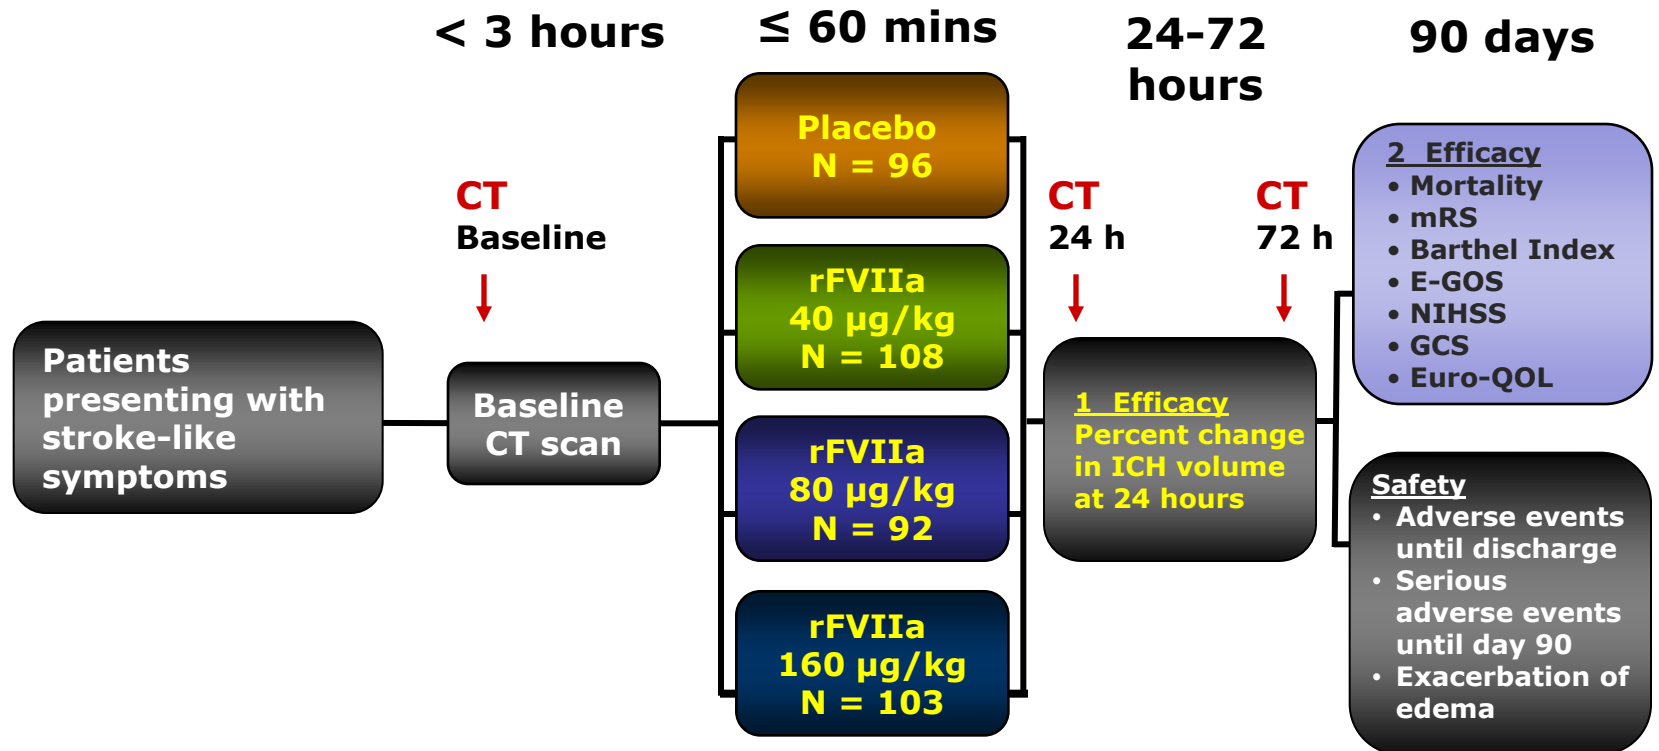 < 3 hours
≤ 60 mins
24-72
hours
90 days
CT
Baseline
Patients
presenting with
stroke-like
symptoms
Baseline
CT scan
Placebo
N = 96
rFVIIa
40 µg/kg
N = 108
rFVIIa
80 µg/kg
N = 92
rFVIIa
160 µg/kg
N = 103
CT
24 h
CT
72 h
1 Efficacy
Percent change
in ICH volume
at 24 hours
2 Efficacy
• Mortality
• mRS
• Barthel Index
• E-GOS
• NIHSS
• GCS
• Euro-QOL
Safety
• Adverse events
until discharge
• Serious
adverse events
until day 90
• Exacerbation of
edema